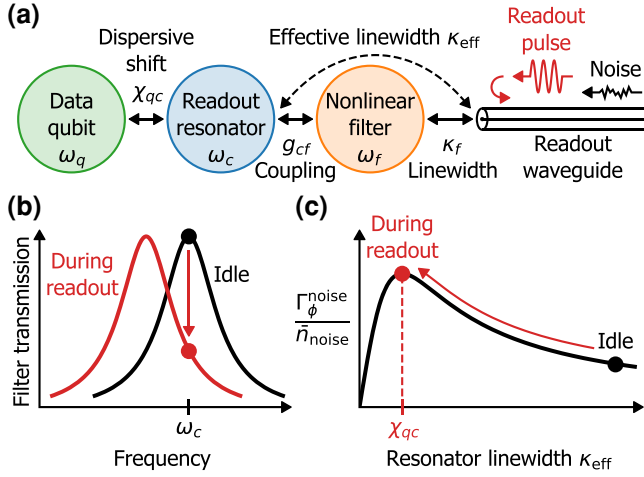 (a)
Dispersive
shift
χqc
Effective linewidth κeff
Readout
pulse
Noise
Data
qubit
ωq
Readout
resonator
ωc
gcf
Coupling
Nonlinear
filter
ωf
κf
Linewidth
Readout
waveguide
(b)
Filter transmission
During
readout
Idle
ωc
Frequency
(c)
During
readout
Γϕnoise
n̄noise
Idle
χqc
Resonator linewidth κeff